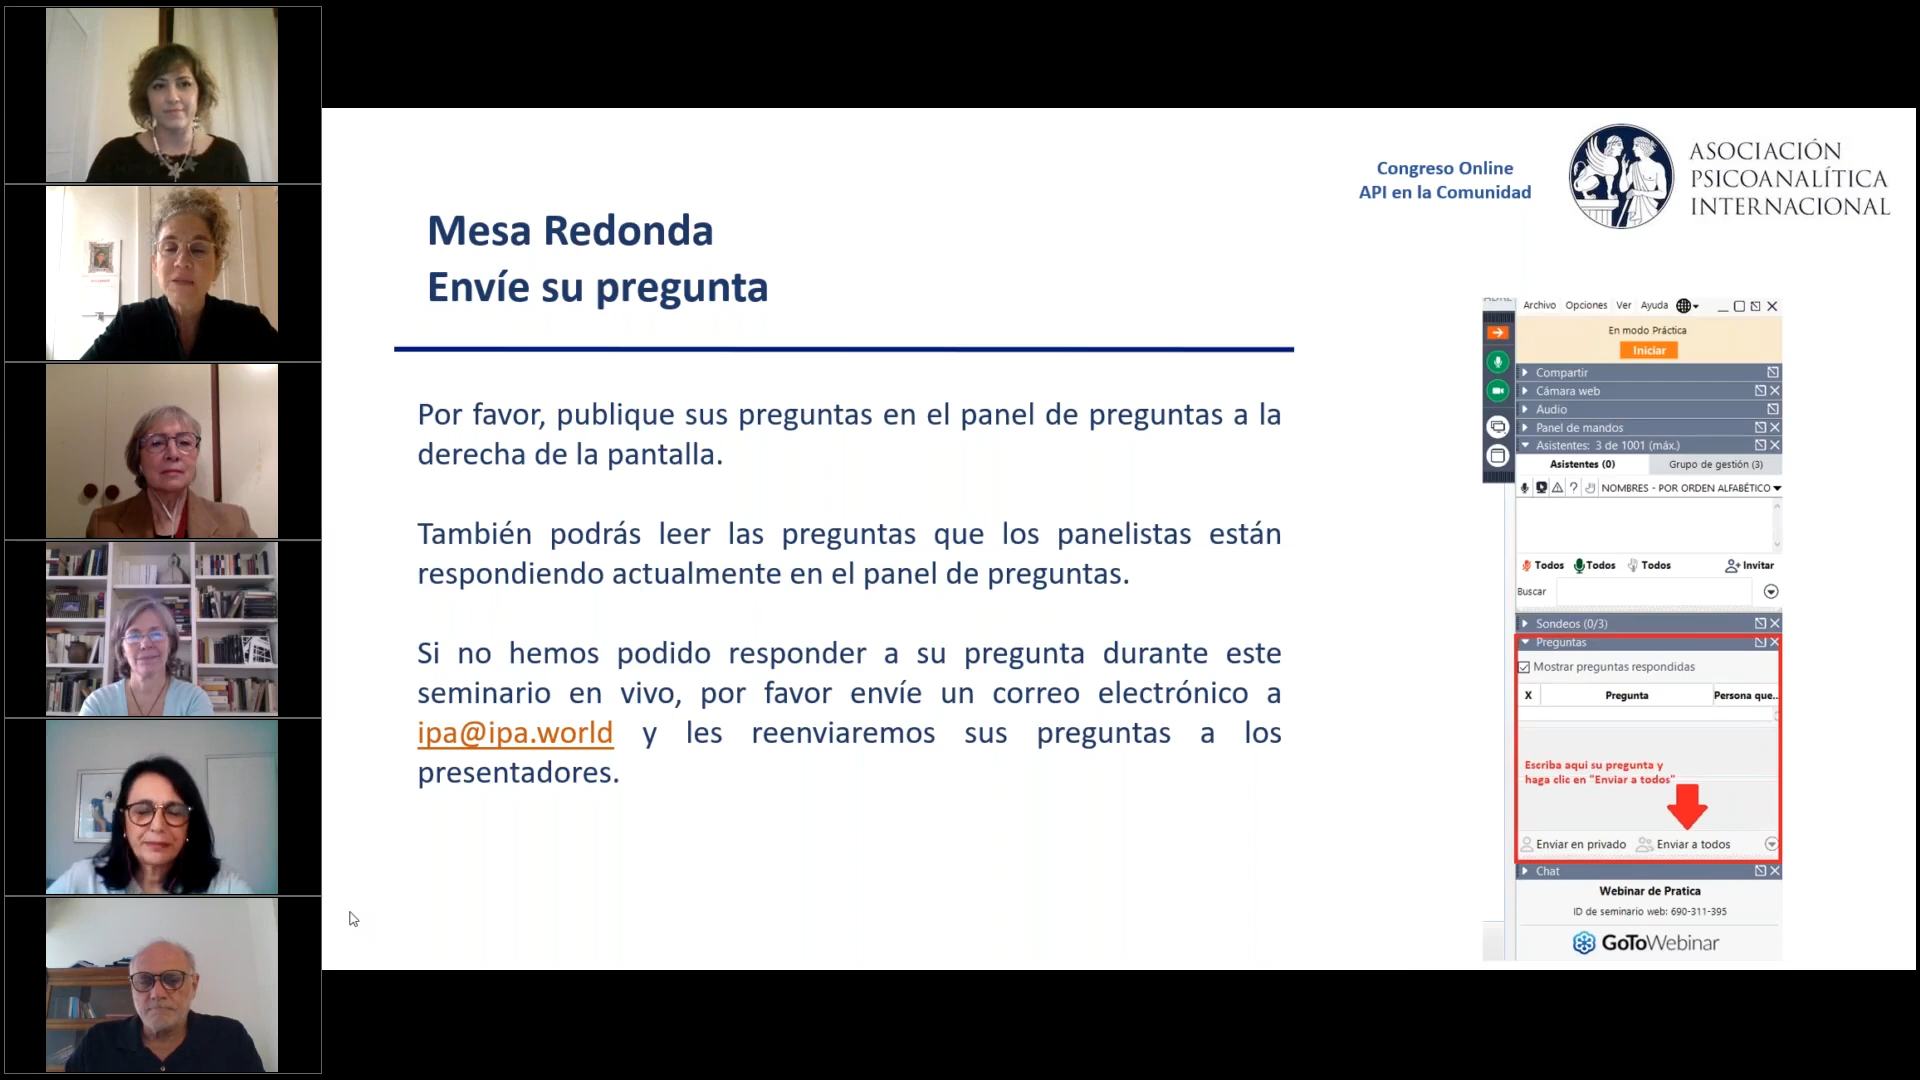 Congreso Online
API en la Comunidad
ASOCIACIÓN
PSICOANALÍTICA
INTERNACIONAL
Mesa Redonda
Envíe su pregunta
Por favor, publique sus preguntas en el panel de preguntas a la
derecha de la pantalla.
También podrás leer las preguntas que los panelistas están
respondiendo actualmente en el panel de preguntas.
Si no hemos podido responder a su pregunta durante este
seminario en vivo, por favor envíe un correo electrónico a
ipa@ipa.world y les reenviaremos sus preguntas a los
presentadores.
Archivo Opciones Ver Ayuda
En modo Práctica
Iniciar
Compartir
Cámara web
Audio
Panel de mandos
Asistentes: 3 de 1001 (máx.)
Asistentes (0) Grupo de gestión (3)
NOMBRES - POR ORDEN ALFABÉTICO
Todos Todos Todos Invitar
Buscar
Sondeos (0/3)
Preguntas
Mostrar preguntas respondidas
X Pregunta Persona que...
Escriba aqui su pregunta y
haga clic en "Enviar a todos"
Enviar en privado Enviar a todos
Chat
Webinar de Pratica
ID de seminario web: 690-311-395
GoToWebinar